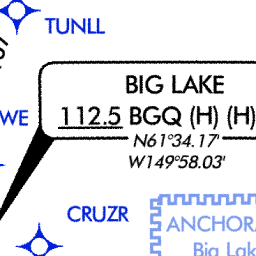 TUNLL
BIG LAKE
112.5 BGQ (H) (H)
WE
N61°34.17'
W149°58.03'
CRUZR
ANCHORA
Big Lak